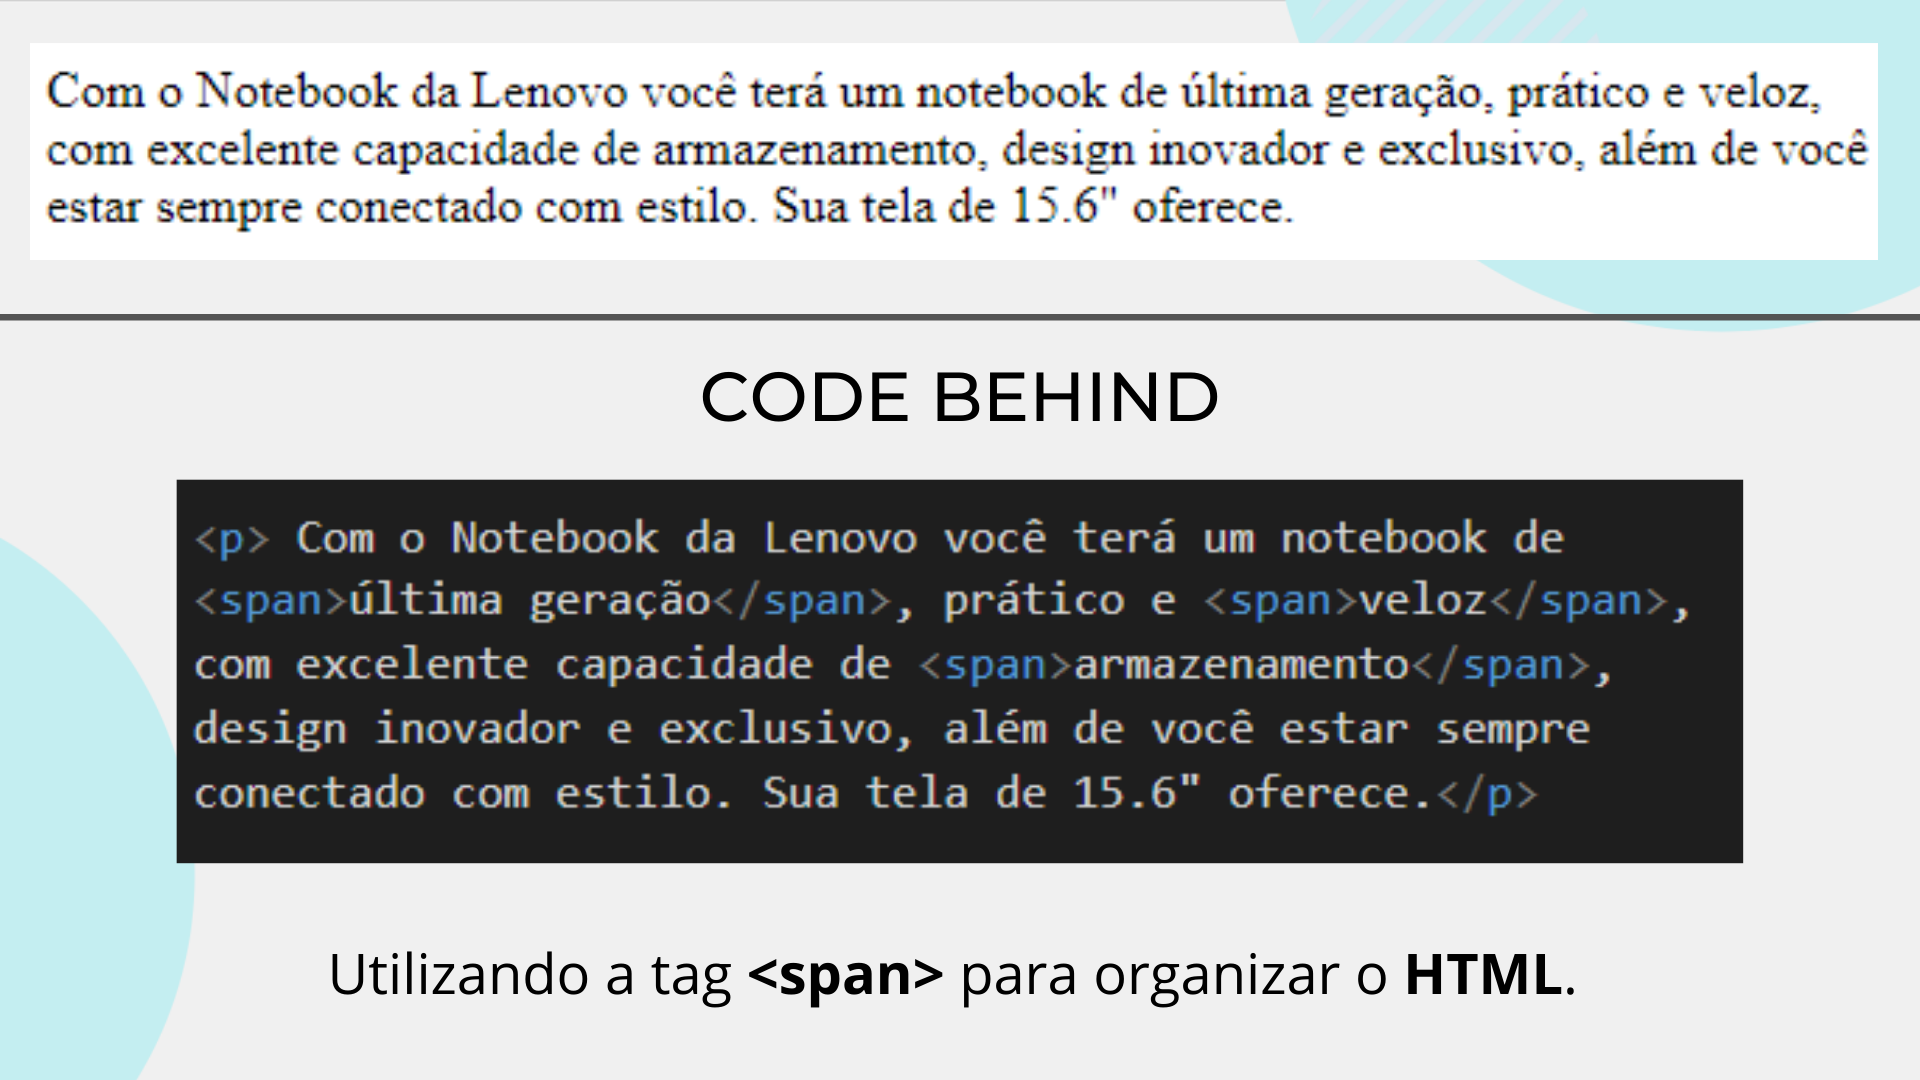 Com o Notebook da Lenovo você terá um notebook de última geração, prático e veloz,
com excelente capacidade de armazenamento, design inovador e exclusivo, além de você
estar sempre conectado com estilo. Sua tela de 15.6" oferece.
CODE BEHIND
<p> Com o Notebook da Lenovo você terá um notebook de
<span>última geração</span>, prático e <span>veloz</span>,
com excelente capacidade de <span>armazenamento</span>,
design inovador e exclusivo, além de você estar sempre
conectado com estilo. Sua tela de 15.6" oferece.</p>
Utilizando a tag <span> para organizar o HTML.